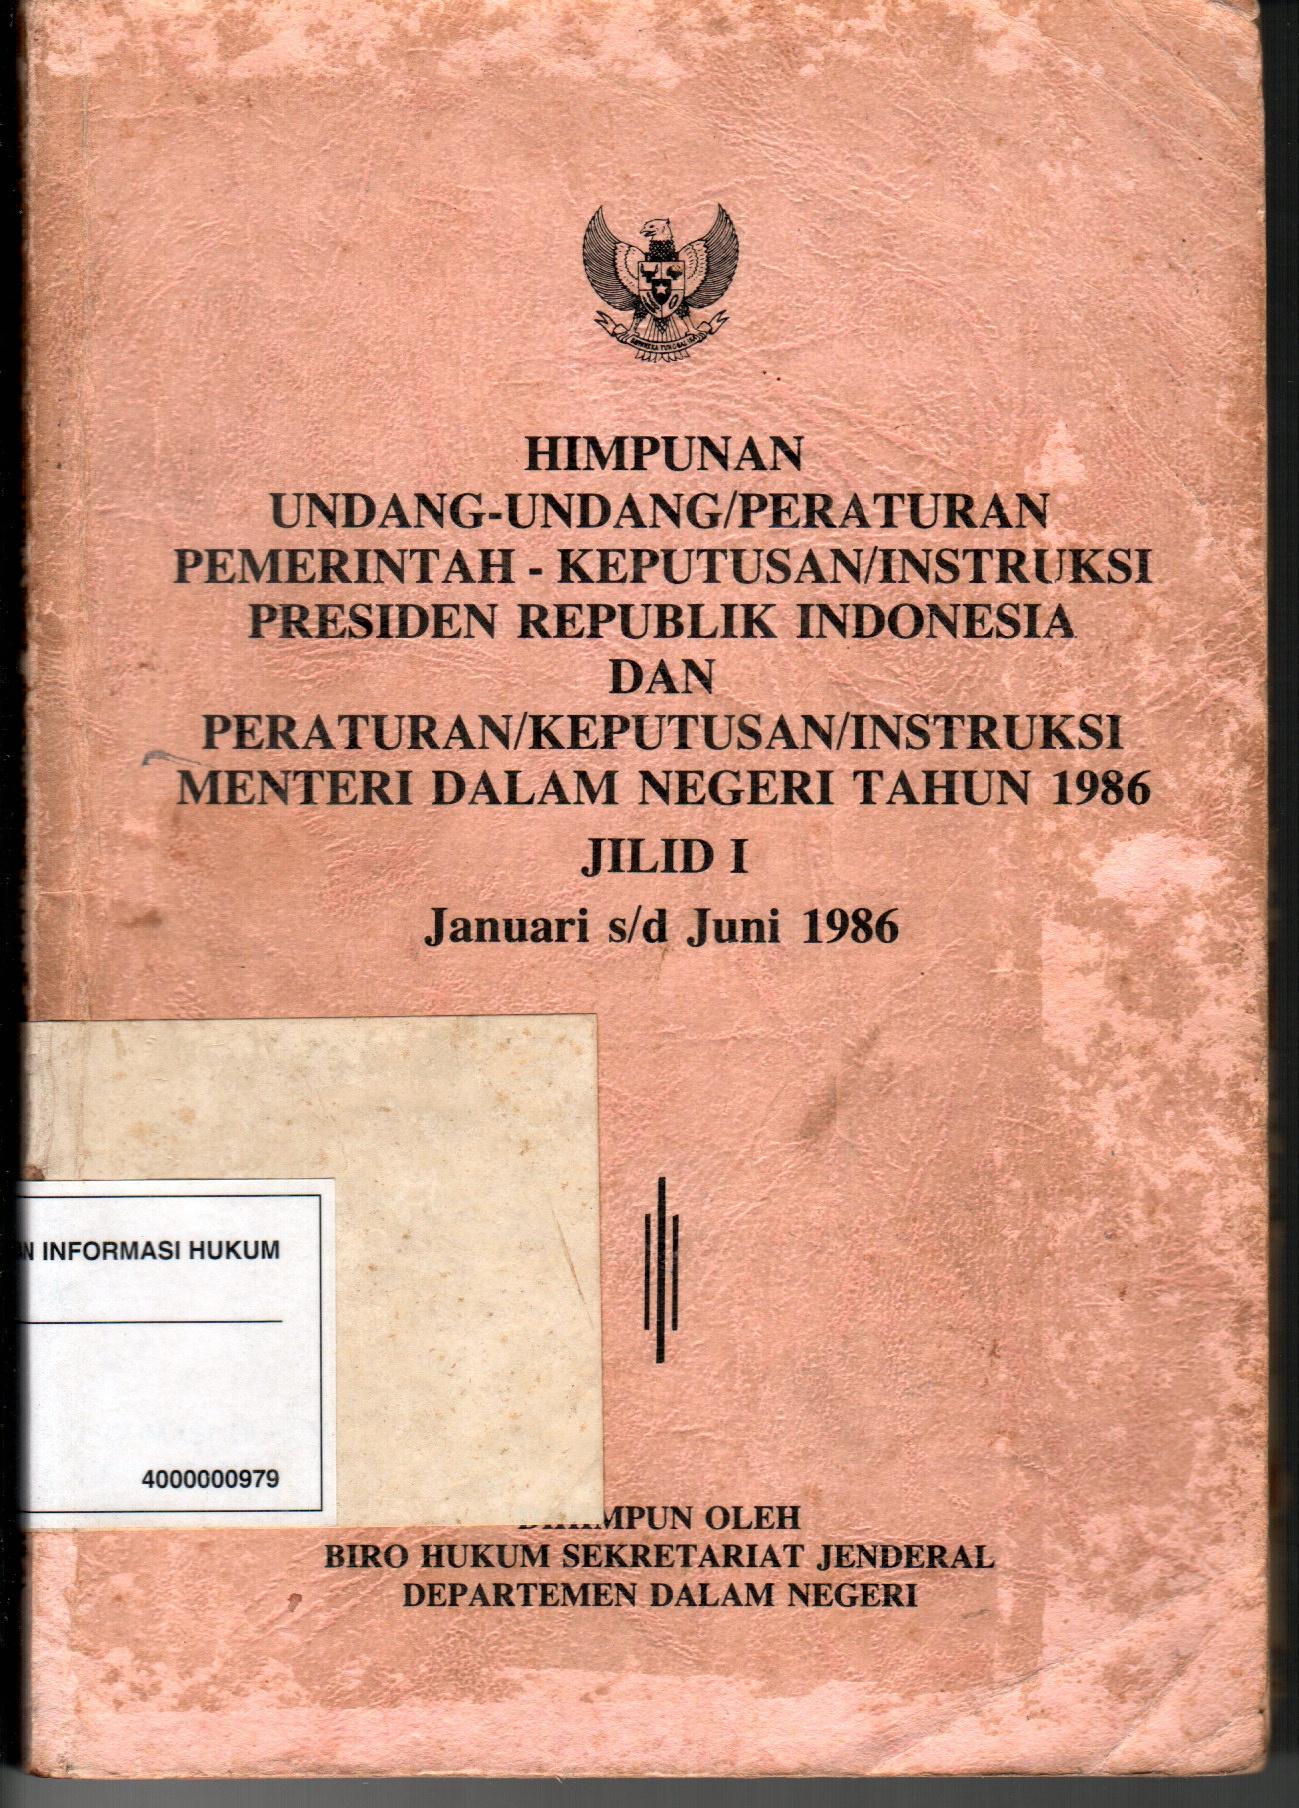 HIMPUNAN
UNDANG-UNDANG/PERATURAN
PEMERINTAH - KEPUTUSAN/INSTRUKSI
PRESIDEN REPUBLIK INDONESIA
DAN
PERATURAN/KEPUTUSAN/INSTRUKSI
MENTERI DALAM NEGERI TAHUN 1986
JILID I
Januari s/d Juni 1986
INFORMASI HUKUM
4000000979
OLEH
BIRO HUKUM SEKRETARIAT JENDERAL
DEPARTEMEN DALAM NEGERI